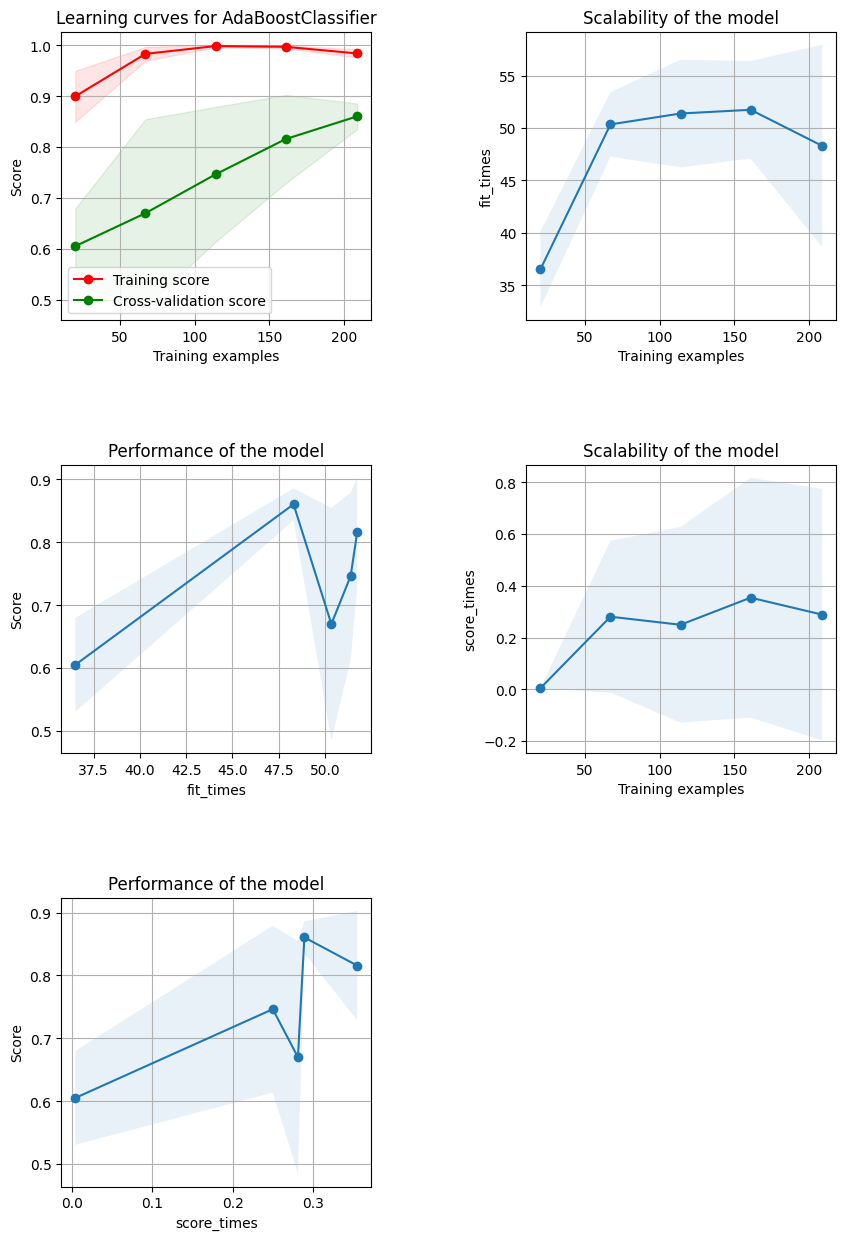 Learning curves for AdaBoostClassifier
1.0
0.9
0.8
0.7
0.6
0.5
Score
Training score
Cross-validation score
50 100 150 200
Training examples
Scalability of the model
55
50
45
40
35
fit_times
50 100 150 200
Training examples
Performance of the model
0.9
0.8
0.7
0.6
0.5
Score
37.5 40.0 42.5 45.0 47.5 50.0
fit_times
Scalability of the model
0.8
0.6
0.4
0.2
0.0
−0.2
score_times
50 100 150 200
Training examples
Performance of the model
0.9
0.8
0.7
0.6
0.5
Score
0.0 0.1 0.2 0.3
score_times